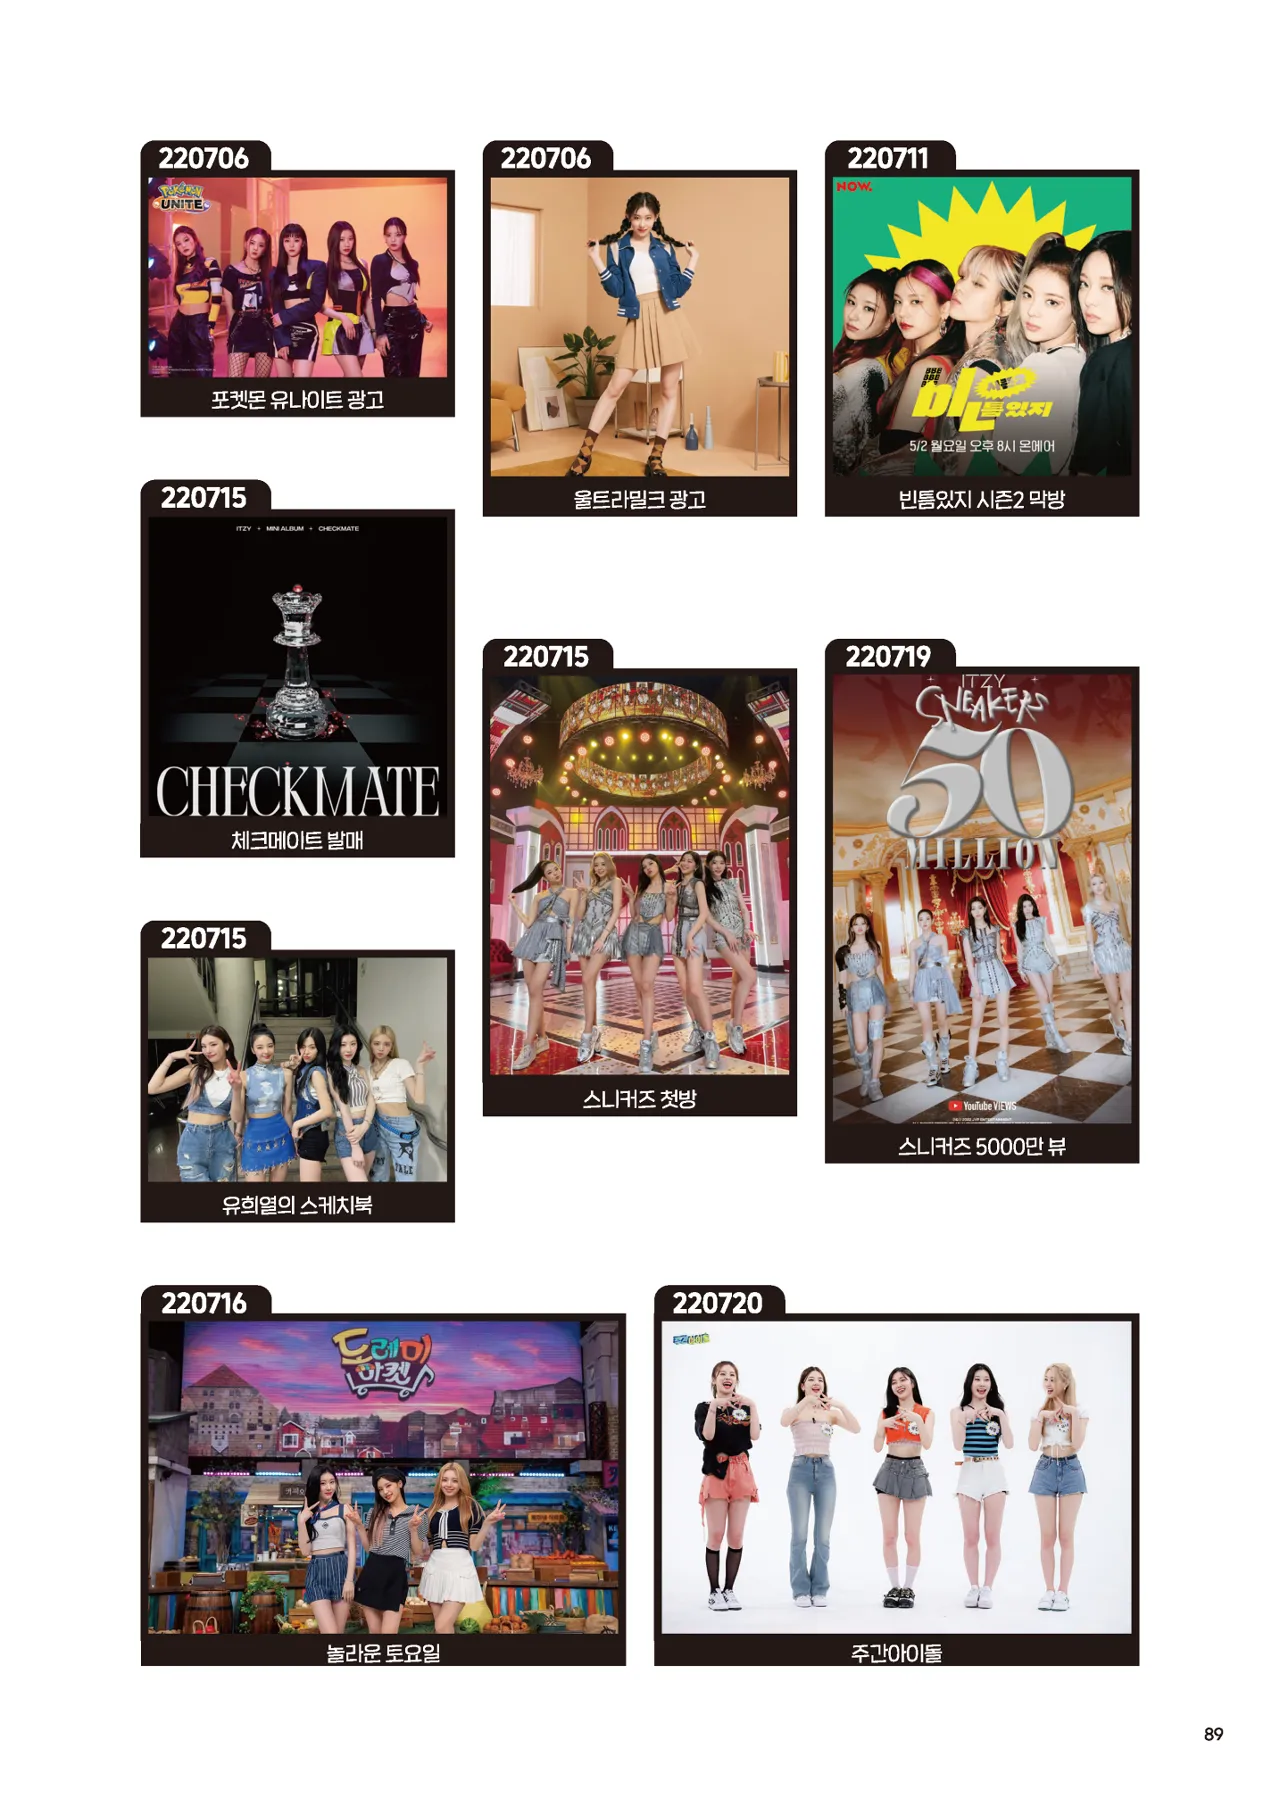 220706
POKÉMON
UNITE
포켓몬 유나이트 광고
220706
울트라밀크 광고
220711
NOW.
빈틈있지
5/2 월요일 오후 8시 온에어
빈틈있지 시즌2 막방
220715
ITZY + MINI ALBUM + CHECKMATE
CHECKMATE
체크메이트 발매
220715
스니커즈 첫방
220719
ITZY
SNEAKERS
50
MILLION
YouTube VIEWS
스니커즈 5000만 뷰
220715
유희열의 스케치북
220716
도레미
마켓
놀라운 토요일
220720
주간아이돌
주간아이돌
89